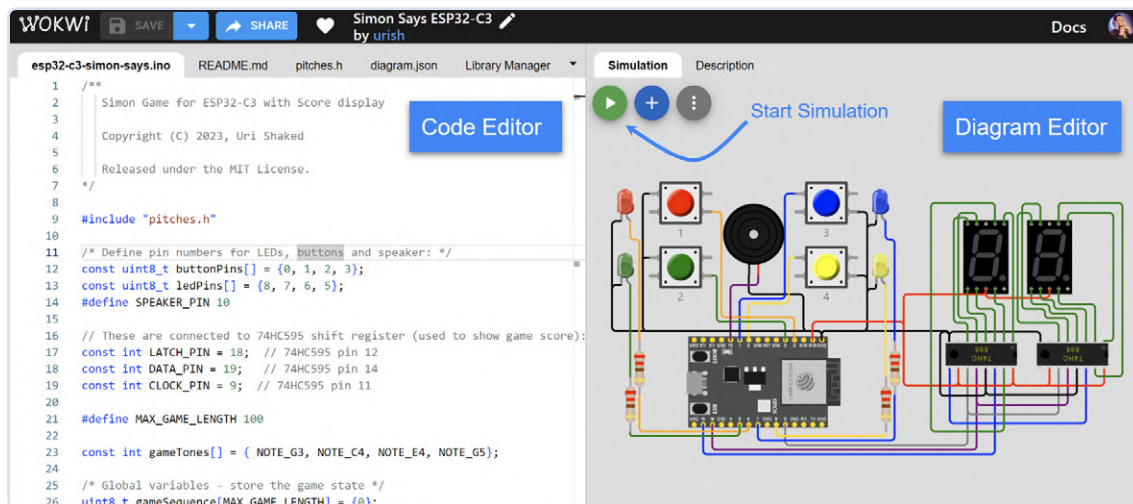 WOKWI SAVE SHARE Simon Says ESP32-C3 Docs
by urish
esp32-c3-simon-says.ino README.md pitches.h diagram.json Library Manager
1 /**
2 Simon Game for ESP32-C3 with Score display
3
4 Copyright (C) 2023, Uri Shaked
5
6 Released under the MIT License.
7 */
8
9 #include "pitches.h"
10
11 /* Define pin numbers for LEDs, buttons and speaker: */
12 const uint8_t buttonPins[] = {0, 1, 2, 3};
13 const uint8_t ledPins[] = {8, 7, 6, 5};
14 #define SPEAKER_PIN 10
15
16 // These are connected to 74HC595 shift register (used to show game score):
17 const int LATCH_PIN = 18; // 74HC595 pin 12
18 const int DATA_PIN = 19; // 74HC595 pin 14
19 const int CLOCK_PIN = 9; // 74HC595 pin 11
20
21 #define MAX_GAME_LENGTH 100
22
23 const int gameTones[] = { NOTE_G3, NOTE_C4, NOTE_E4, NOTE_G5};
24
25 /* Global variables - store the game state */
26 uint8_t gameSequence[MAX_GAME_LENGTH] = {0};
Code Editor
Simulation Description
Start Simulation
Diagram Editor
1 3
2 4
74HC 74HC
595 595